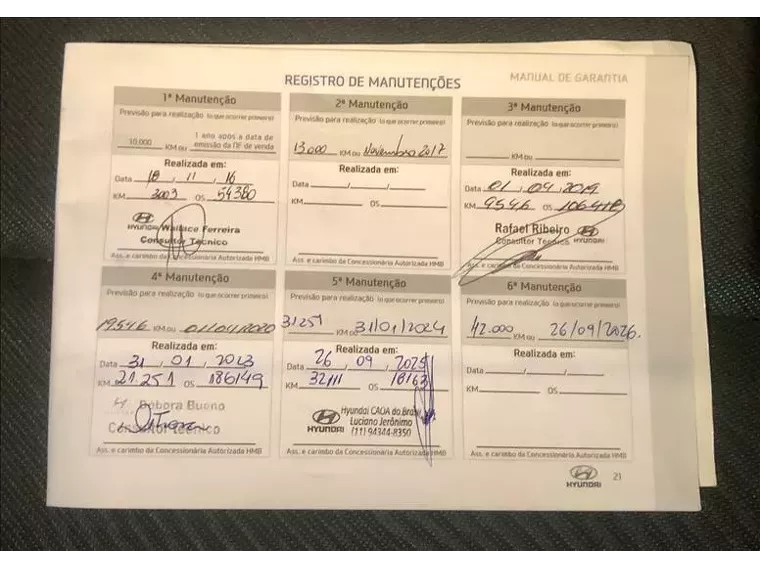 REGISTRO DE MANUTENÇÕES
MANUAL DE GARANTIA
1ª Manutenção
Previsão para realização (o que ocorrer primeiro)
10.000 KM ou 1 ano após a data de
emissão da NF de venda
Realizada em:
Data 18, 11, 16
KM 3003 OS 54380
HYUNDAI Wallace Ferreira
Consultor Técnico
Ass. e carimbo da Concessionária Autorizada HMB
2ª Manutenção
Previsão para realização (o que ocorrer primeiro)
13.000 KM ou Novembro 2017
Realizada em:
Data / /
KM OS
Ass. e carimbo da Concessionária Autorizada HMB
3ª Manutenção
Previsão para realização (o que ocorrer primeiro)
KM ou
Realizada em:
Data 01, 04, 2019
KM 9546 OS
Rafael Ribeiro
Consultor Técnico HYUNDAI
Ass. e carimbo da Concessionária Autorizada HMB
4ª Manutenção
Previsão para realização (o que ocorrer primeiro)
19.546 KM ou 01/04/2020
Realizada em:
Data 31, 01, 2023
KM 21.251 OS 186149
Debora Bueno
Consultor Técnico
Ass. e carimbo da Concessionária Autorizada HMB
5ª Manutenção
Previsão para realização (o que ocorrer primeiro)
31251 KM ou 31/01/2024
Realizada em:
Data 26, 09, 2025
KM 32111 OS
HYUNDAI
Hyundai CAOA do Brasil
Luciano Jerônimo
(11) 94344-8350
Ass. e carimbo da Concessionária Autorizada HMB
6ª Manutenção
Previsão para realização (o que ocorrer primeiro)
42.000 KM ou 26/09/2026.
Realizada em:
Data / /
KM OS
Ass. e carimbo da Concessionária Autorizada HMB
HYUNDAI
21